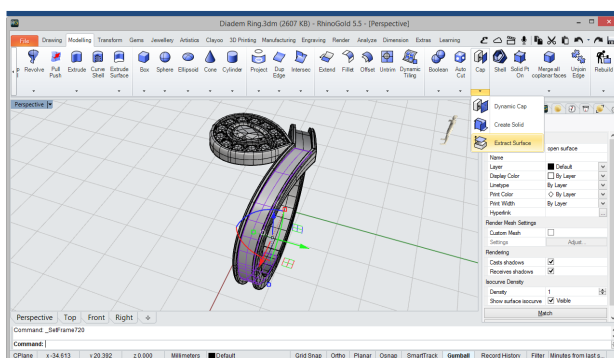 Diadem Ring.3dm (2607 KB) - RhinoGold 5.5 - [Perspective]
File Drawing Modelling Transform Gems Jewellery Artistics Clayoo 3D Printing Manufacturing Engraving Render Analyze Dimension Extras Learning
Revolve Full Push Extrude Curve Shell Extrude Surface Box Sphere Ellipsoid Cone Cylinder Project Dup Edge Intersec Extend Fillet Offset Untrim Dynamic Tiling Boolean Auto Cut Cap Shell Solid Pt On Merge all coplanar faces Unjoin Edge Rebuild
Perspective
Dynamic Cap
Create Solid
Extract Surface
open surface
Name
Layer Default
Display Color By Layer
Linetype By Layer
Print Color By Layer
Print Width By Layer
Hyperlink
Render Mesh Settings
Custom Mesh
Settings Adjust...
Rendering
Casts shadows
Receives shadows
Isocurve Density
Density 1
Show surface isocurve Visible
Match
Perspective Top Front Right
Command: _SetFrame720
Command:
CPlane x -34.613 y 20.392 z 0.000 Millimeters Default Grid Snap Ortho Planar Osnap SmartTrack Gumball Record History Filter Minutes from last s...